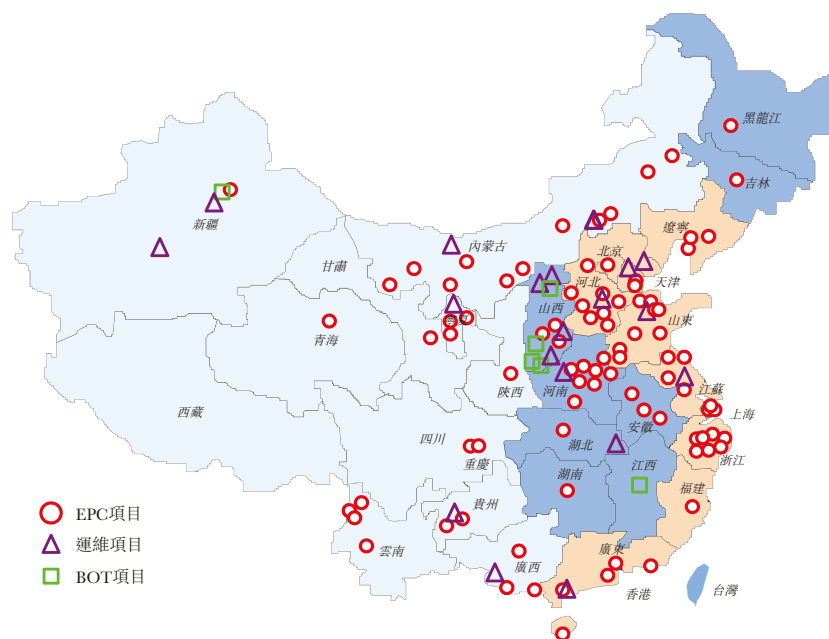 黑龍江
吉林
遼寧
新疆
內蒙古
甘肅
北京
河北
天津
山西
寧夏
山東
青海
陝西
河南
江蘇
西藏
上海
安徽
四川
湖北
重慶
浙江
江西
湖南
福建
貴州
EPC項目
運維項目
BOT項目
雲南
廣西
廣東
香港
台灣